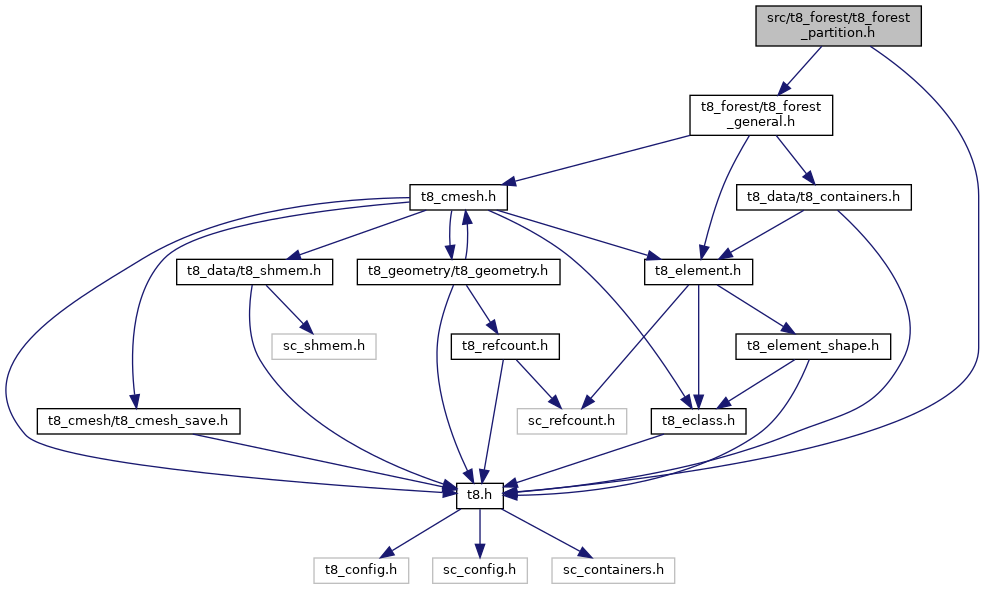 src/t8_forest/t8_forest
_partition.h
t8_forest/t8_forest
_general.h
t8_cmesh.h
t8_data/t8_containers.h
t8_data/t8_shmem.h
t8_geometry/t8_geometry.h
t8_element.h
sc_shmem.h
t8_refcount.h
t8_element_shape.h
t8_cmesh/t8_cmesh_save.h
sc_refcount.h
t8_eclass.h
t8.h
t8_config.h
sc_config.h
sc_containers.h